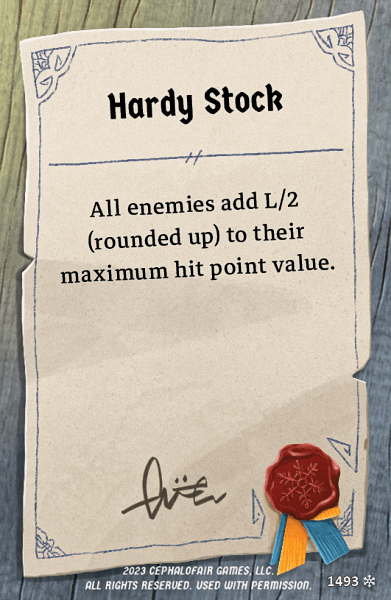 Hardy Stock
All enemies add L/2
(rounded up) to their
maximum hit point value.
2023 CEPHALOFAIR GAMES, LLC.
ALL RIGHTS RESERVED. USED WITH PERMISSION.
1493